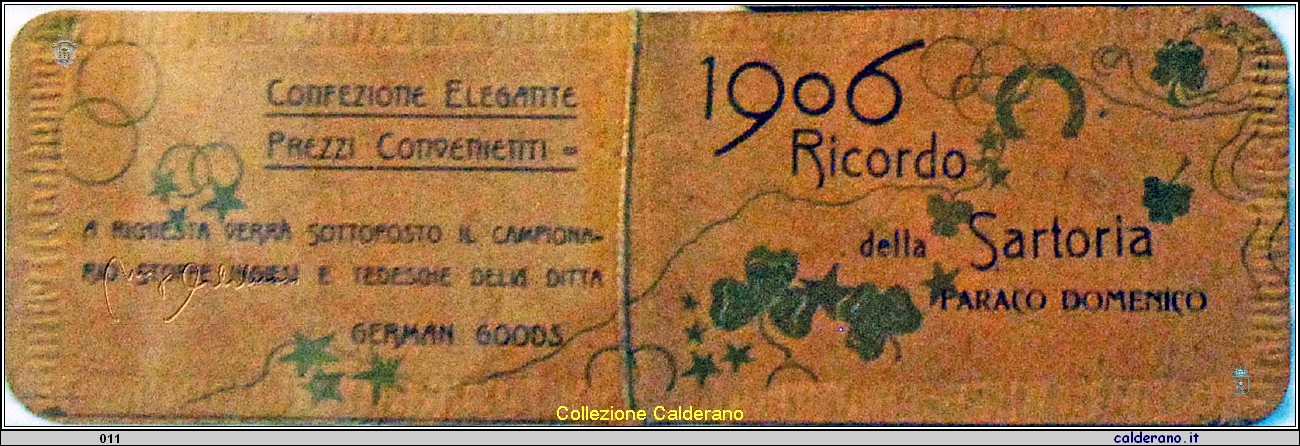 CONFEZIONE ELEGANTE
PREZZI CONVENIENTI =
A RICHIESTA VERRÀ SOTTOPOSTO IL CAMPIONA-
RIO STOFFE INGLESI E TEDESCHE DELLA DITTA
GERMAN GOODS
1906
Ricordo
della Sartoria
PARACO DOMENICO
Collezione Calderano
011
calderano.it